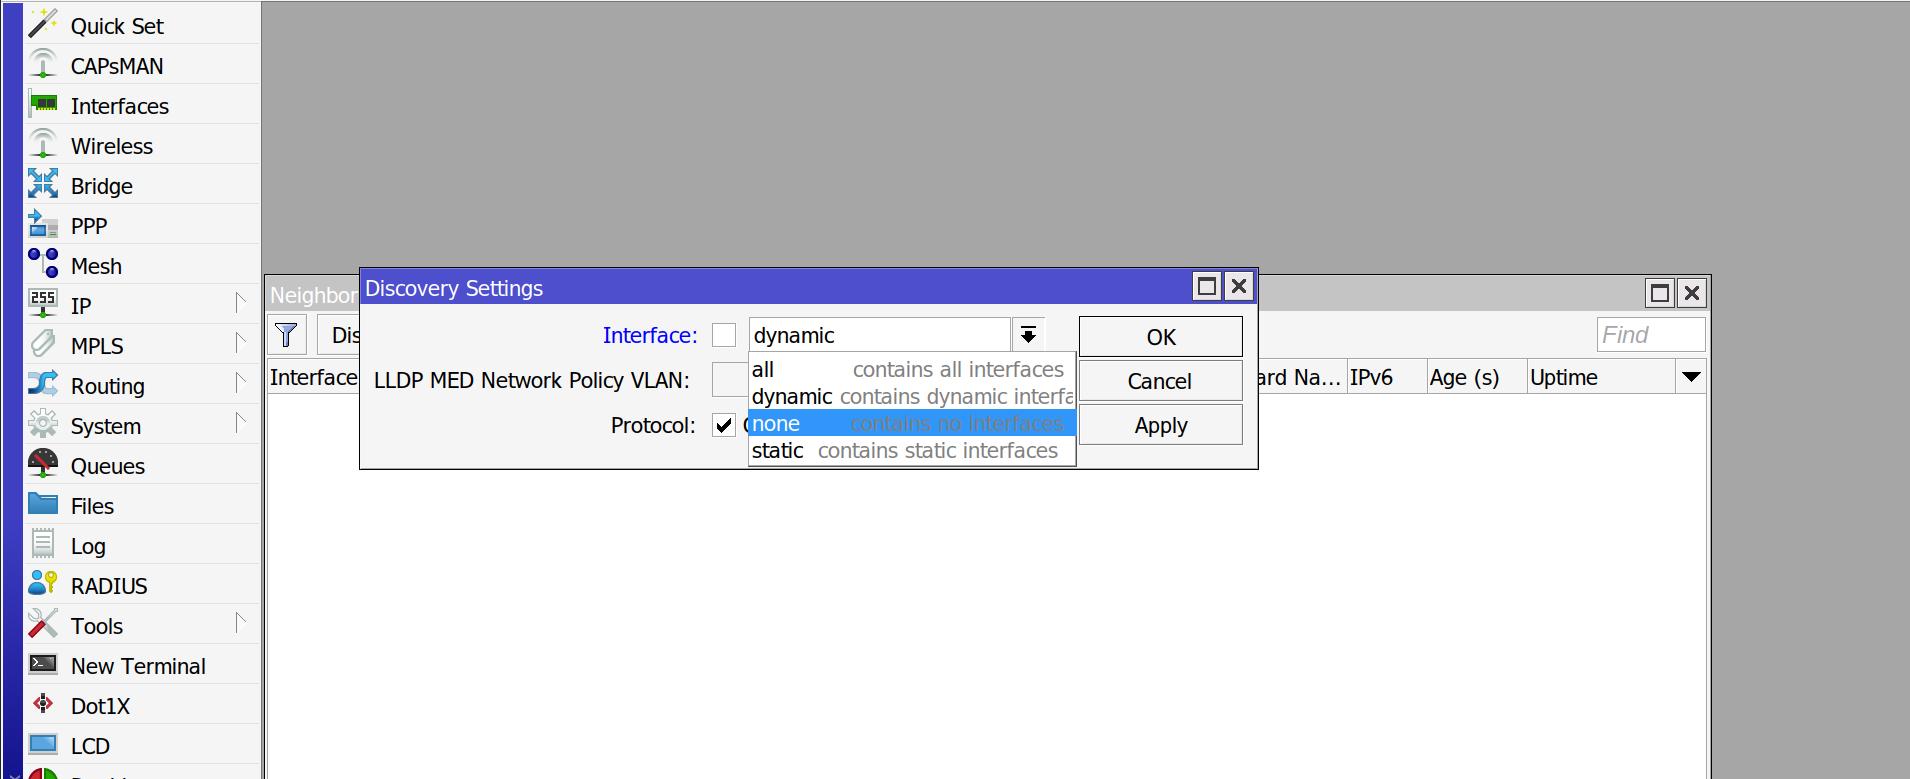 Quick Set
CAPsMAN
Interfaces
Wireless
Bridge
PPP
Mesh
255 IP
MPLS
Routing
System
Queues
Files
Log
RADIUS
Tools
New Terminal
Dot1X
LCD
Neighbor
Dis
Find
Interface
ard Na... IPv6 Age (s) Uptime
Discovery Settings
Interface: dynamic
LLDP MED Network Policy VLAN:
Protocol:
all contains all interfaces
dynamic contains dynamic interfa
none contains no interfaces
static contains static interfaces
OK
Cancel
Apply